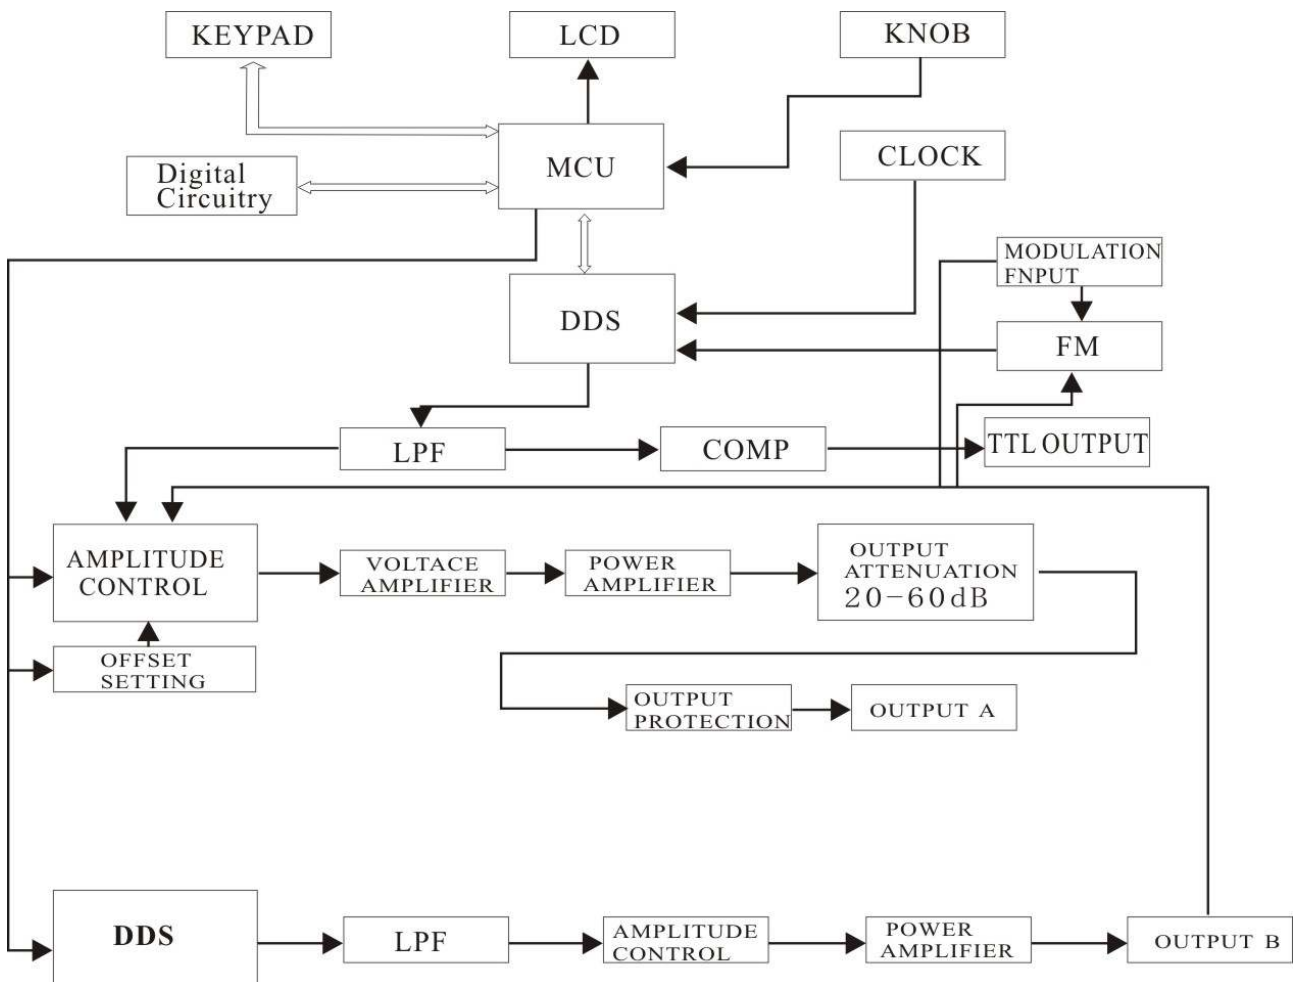 KEYPAD
LCD
KNOB
MCU
CLOCK
Digital
Circuitry
MODULATION
FNPUT
DDS
FM
LPF
COMP
TTL OUTPUT
AMPLITUDE
CONTROL
VOLTACE
AMPLIFIER
POWER
AMPLIFIER
OUTPUT
ATTENUATION
20-60dB
OFFSET
SETTING
OUTPUT
PROTECTION
OUTPUT A
DDS
LPF
AMPLITUDE
CONTROL
POWER
AMPLIFIER
OUTPUT B